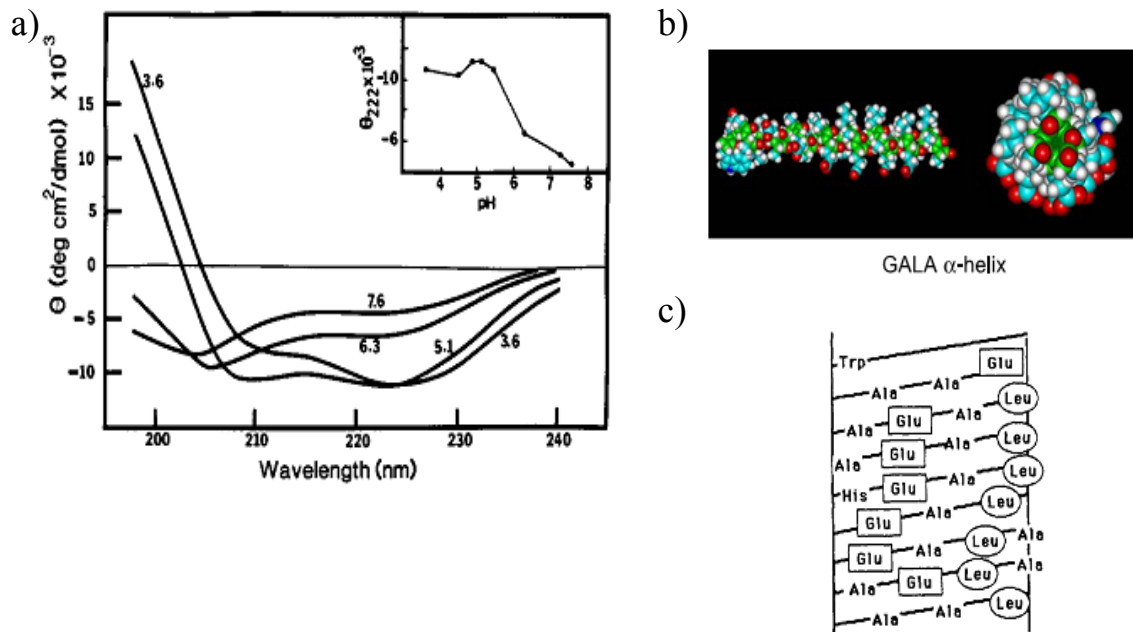 a)
Θ (deg cm²/dmol) X10⁻³
15
10
5
0
−5
−10
200
210
220
230
240
Wavelength (nm)
3.6
7.6
6.3
5.1
3.6
Θ₂₂₂×10⁻³
-10
-6
4
5
6
7
8
pH
b)
GALA α-helix
c)
Trp
Ala Ala Glu
Ala Glu Ala Leu
Ala Glu Ala Leu
His Glu Ala Leu
Glu Ala Leu
Glu Ala Leu Ala
Ala Glu Leu Ala
Ala Ala Leu